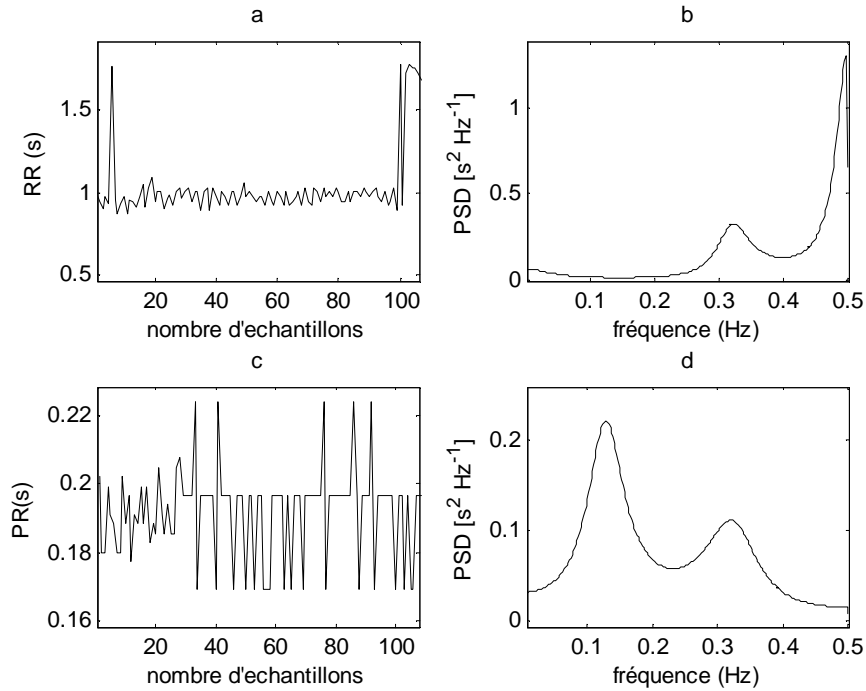 a
RR (s)
1.5
1
0.5
20 40 60 80 100
nombre d'echantillons
b
PSD [s² Hz⁻¹]
1
0.5
0
0.1 0.2 0.3 0.4 0.5
fréquence (Hz)
c
PR(s)
0.22
0.2
0.18
0.16
20 40 60 80 100
nombre d'echantillons
d
PSD [s² Hz⁻¹]
0.2
0.1
0
0.1 0.2 0.3 0.4 0.5
fréquence (Hz)